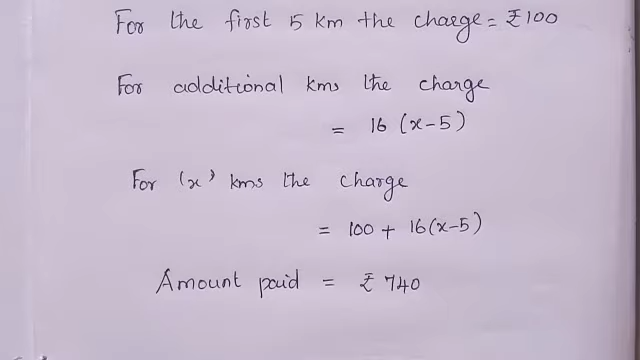 For the first 5 km the charge = ₹100
For additional kms the charge
= 16 (x-5)
For 'x' kms the charge
= 100 + 16(x-5)
Amount paid = ₹ 740